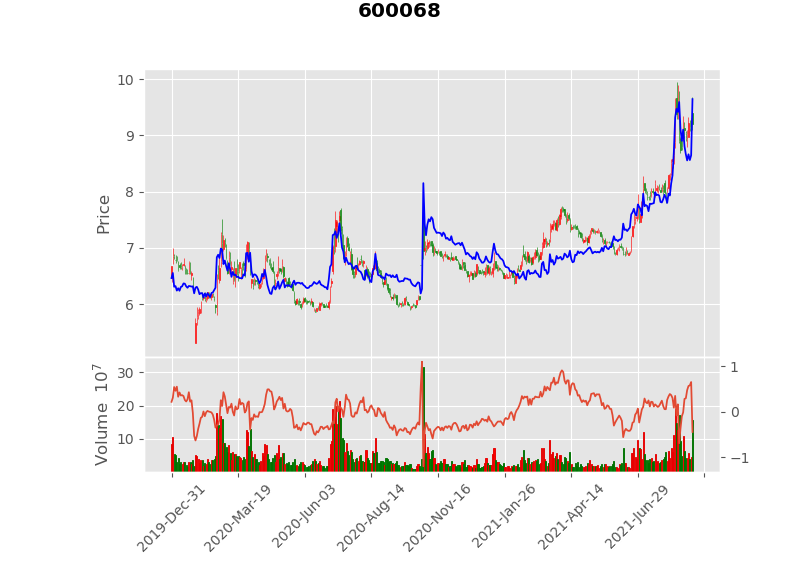 600068
10
9
8
7
6
Price
30
20
10
Volume 10^7
1
0
−1
2019-Dec-31
2020-Mar-19
2020-Jun-03
2020-Aug-14
2020-Nov-16
2021-Jan-26
2021-Apr-14
2021-Jun-29